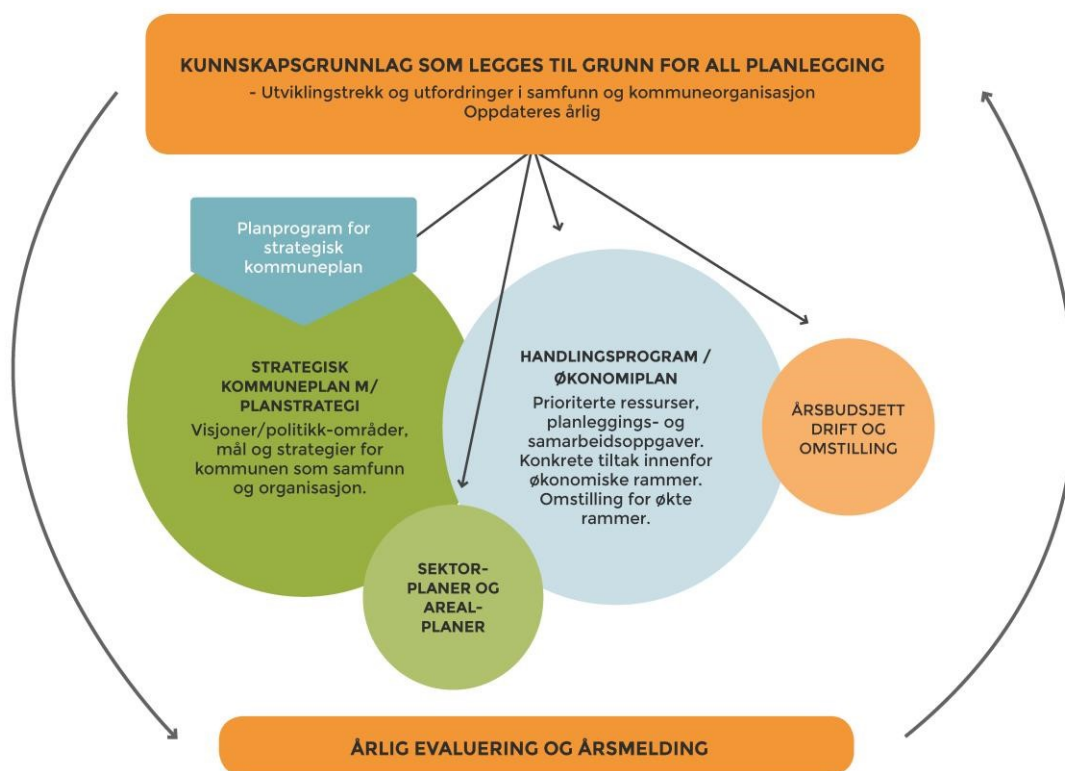 KUNNSKAPSGRUNNLAG SOM LEGGES TIL GRUNN FOR ALL PLANLEGGING
- Utviklingstrekk og utfordringer i samfunn og kommuneorganisasjon
Oppdateres årlig
Planprogram for
strategisk
kommuneplan
STRATEGISK
KOMMUNEPLAN M/
PLANSTRATEGI
Visjoner/politikk-områder,
mål og strategier for
kommunen som samfunn
og organisasjon.
HANDLINGSPROGRAM /
ØKONOMIPLAN
Prioriterte ressurser,
planleggings- og
samarbeidsoppgaver.
Konkrete tiltak innenfor
økonomiske rammer.
Omstilling for økte
rammer.
ÅRSBUDSJETT
DRIFT OG
OMSTILLING
SEKTOR-
PLANER OG
AREAL-
PLANER
ÅRLIG EVALUERING OG ÅRSMELDING